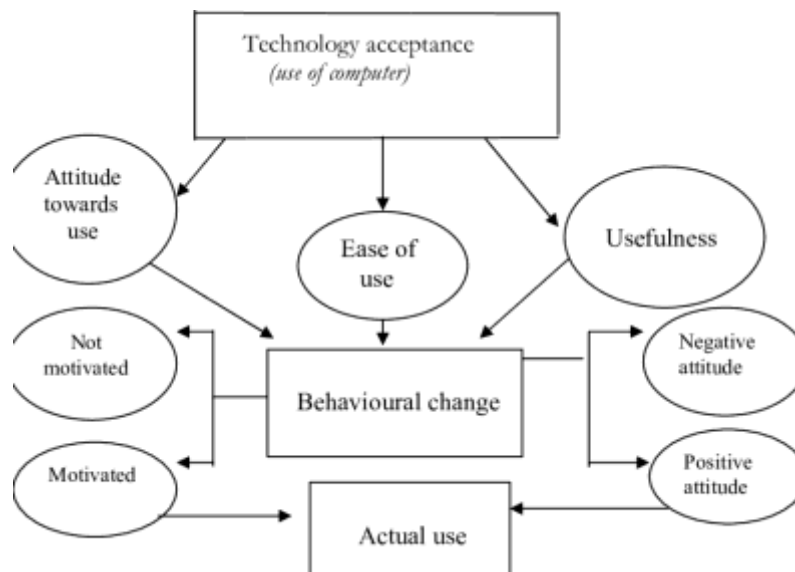 Technology acceptance
(use of computer)
Attitude
towards
use
Ease of
use
Usefulness
Not
motivated
Behavioural change
Negative
attitude
Motivated
Positive
attitude
Actual use